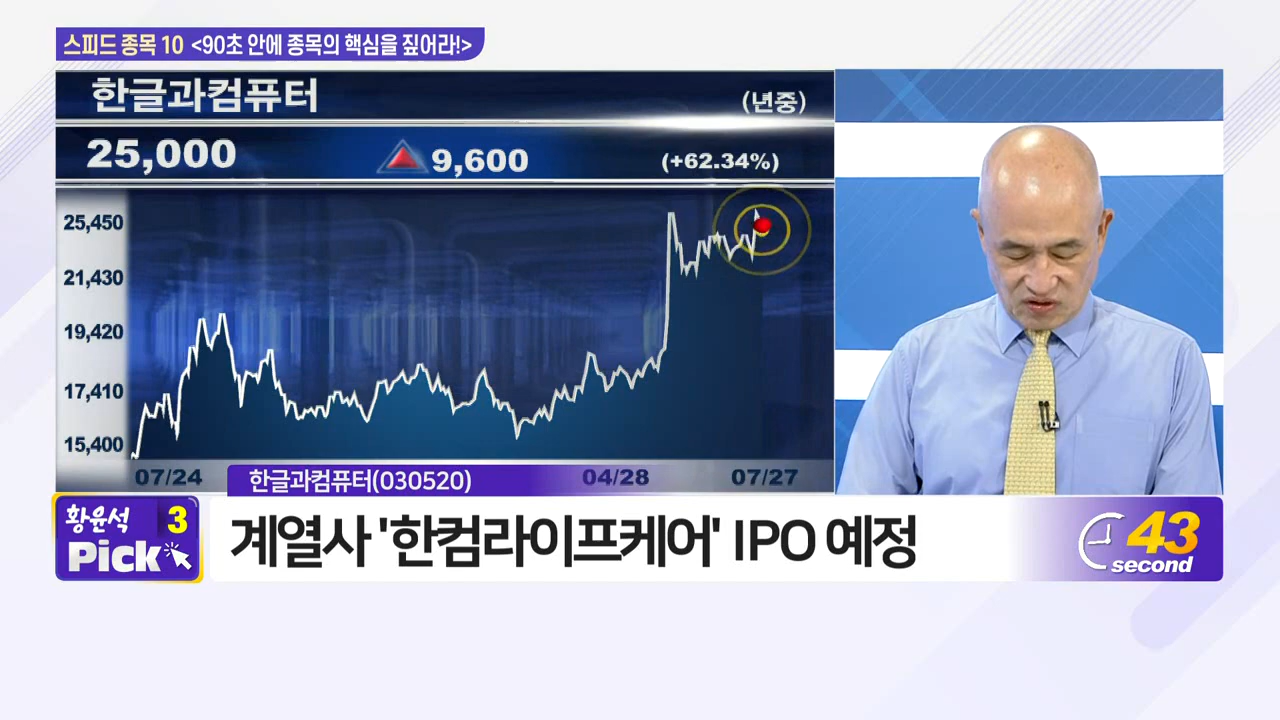 스피드 종목 10 <90초 안에 종목의 핵심을 짚어라!>
한글과컴퓨터
(년중)
25,000 9,600 (+62.34%)
25,450
21,430
19,420
17,410
15,400
07/24 04/28 07/27
한글과컴퓨터(030520)
황윤석 3
Pick
계열사 '한컴라이프케어' IPO 예정
43
second